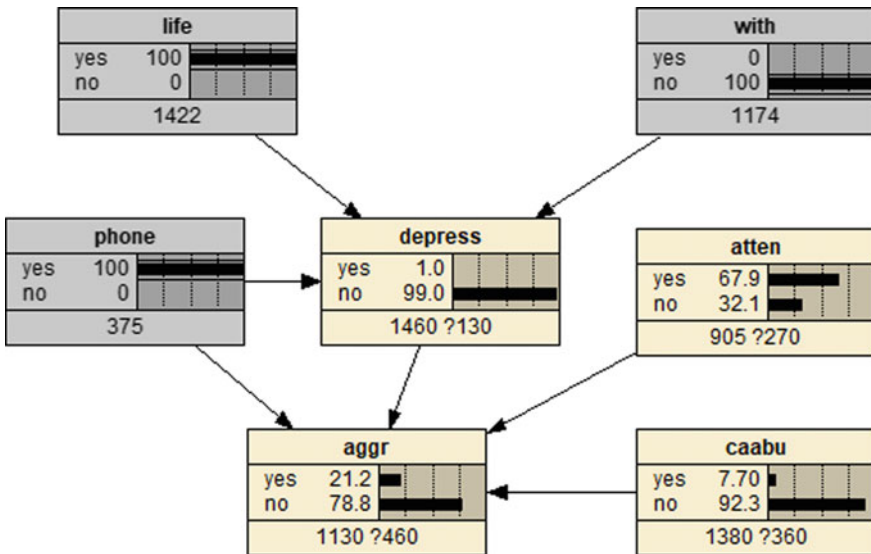 life
yes 100
no 0
1422
with
yes 0
no 100
1174
phone
yes 100
no 0
375
depress
yes 1.0
no 99.0
1460 ?130
atten
yes 67.9
no 32.1
905 ?270
aggr
yes 21.2
no 78.8
1130 ?460
caabu
yes 7.70
no 92.3
1380 ?360